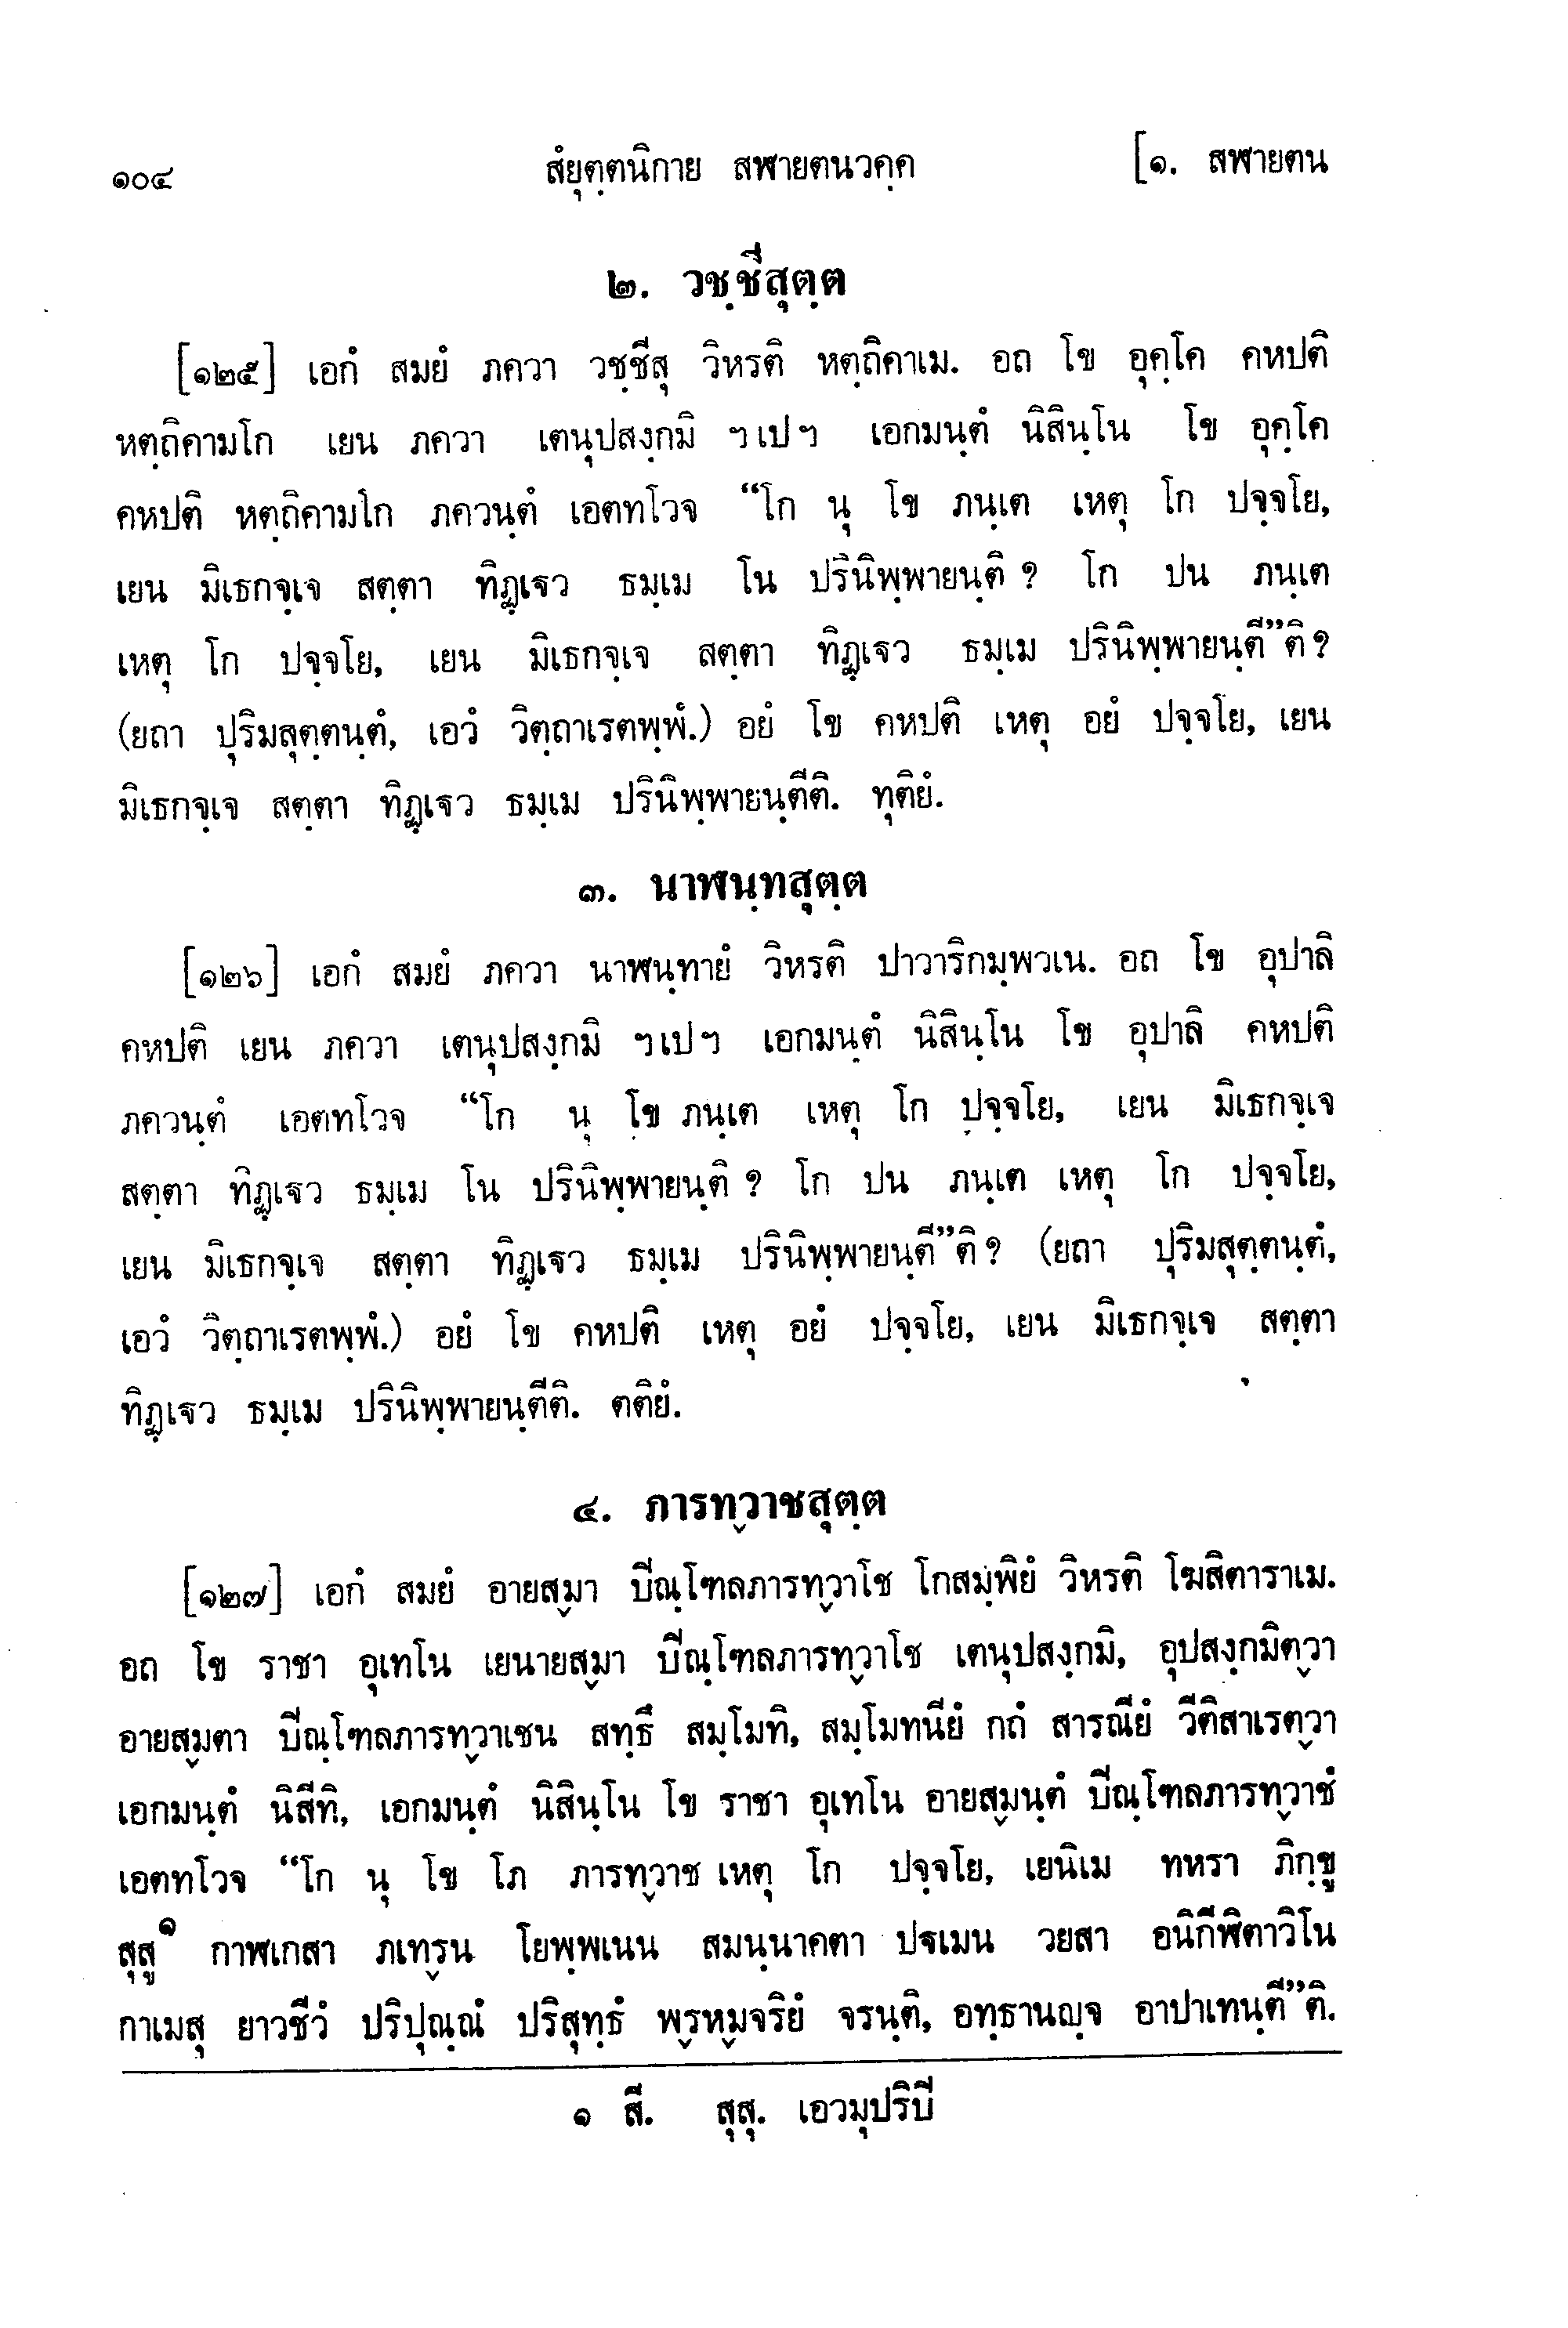 ๑๐๔ สํยุตฺตนิกาย สฬายตนวคฺค [๑. สฬายตน
๒. วชฺชีสุตฺต
[๑๒๕] เอกํ สมยํ ภควา วชฺชีสุ วิหรติ หตฺถิคาเม. อถ โข อุคฺโค คหปติ
หตฺถิคามโก เยน ภควา เตนุปสงฺกมิ ฯเปฯ เอกมนฺตํ นิสินฺโน โข อุคฺโค
คหปติ หตฺถิคามโก ภควนฺตํ เอตทโวจ “โก นุ โข ภนฺเต เหตุ โก ปจฺจโย,
เยน มิเธกจฺเจ สตฺตา ทิฏฺเฐว ธมฺเม โน ปรินิพฺพายนฺติ ? โก ปน ภนฺเต
เหตุ โก ปจฺจโย, เยน มิเธกจฺเจ สตฺตา ทิฏฺเฐว ธมฺเม ปรินิพฺพายนฺตี”ติ ?
(ยถา ปุริมสุตฺตนฺตํ, เอวํ วิตฺถาเรตพฺพํ.) อยํ โข คหปติ เหตุ อยํ ปจฺจโย, เยน
มิเธกจฺเจ สตฺตา ทิฏฺเฐว ธมฺเม ปรินิพฺพายนฺตีติ. ทุติยํ.
๓. นาฬนฺทสุตฺต
[๑๒๖] เอกํ สมยํ ภควา นาฬนฺทายํ วิหรติ ปาวาริกมฺพวเน. อถ โข อุปาลิ
คหปติ เยน ภควา เตนุปสงฺกมิ ฯเปฯ เอกมนฺตํ นิสินฺโน โข อุปาลิ คหปติ
ภควนฺตํ เอตทโวจ “โก นุ โข ภนฺเต เหตุ โก ปจฺจโย, เยน มิเธกจฺเจ
สตฺตา ทิฏฺเฐว ธมฺเม โน ปรินิพฺพายนฺติ ? โก ปน ภนฺเต เหตุ โก ปจฺจโย,
เยน มิเธกจฺเจ สตฺตา ทิฏฺเฐว ธมฺเม ปรินิพฺพายนฺตี”ติ ? (ยถา ปุริมสุตฺตนฺตํ,
เอวํ วิตฺถาเรตพฺพํ.) อยํ โข คหปติ เหตุ อยํ ปจฺจโย, เยน มิเธกจฺเจ สตฺตา
ทิฏฺเฐว ธมฺเม ปรินิพฺพายนฺตีติ. ตติยํ.
๔. ภารทฺวาชสุตฺต
[๑๒๗] เอกํ สมยํ อายสฺมา ปิณฺโฑลภารทฺวาโช โกสมฺพิยํ วิหรติ โฆสิตาราเม.
อถ โข ราชา อุเทโน เยนายสฺมา ปิณฺโฑลภารทฺวาโช เตนุปสงฺกมิ, อุปสงฺกมิตฺวา
อายสฺมตา ปิณฺโฑลภารทฺวาเชน สทฺธึ สมฺโมทิ, สมฺโมทนียํ กถํ สารณียํ วีติสาเรตฺวา
เอกมนฺตํ นิสีทิ, เอกมนฺตํ นิสินฺโน โข ราชา อุเทโน อายสฺมนฺตํ ปิณฺโฑลภารทฺวาชํ
เอตทโวจ “โก นุ โข โภ ภารทฺวาช เหตุ โก ปจฺจโย, เยนิเม ทหรา ภิกฺขู
สุสู๑ กาฬเกสา ภเทฺรน โยพฺพเนน สมนฺนาคตา ปฐเมน วยสา อนิกีฬิตาวิโน
กาเมสุ ยาวชีวํ ปริปุณฺณํ ปริสุทฺธํ พฺรหฺมจริยํ จรนฺติ, อทฺธานญฺจ อาปาเทนฺตี”ติ.
๑ สี. สุสุ. เอวมุปริปิ